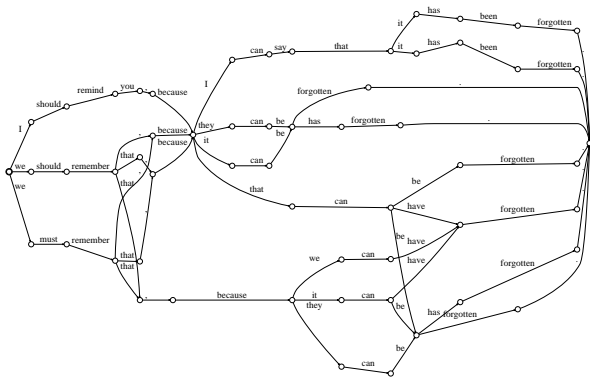 it has been forgotten
can say that it has been forgotten
remind you . because I
should forgotten .
I they can be has forgotten .
because be
because it can
we should remember that
we that that can be forgotten
have forgotten
be have
must remember that we can have forgotten
that
. because it can be has forgotten
they
can be